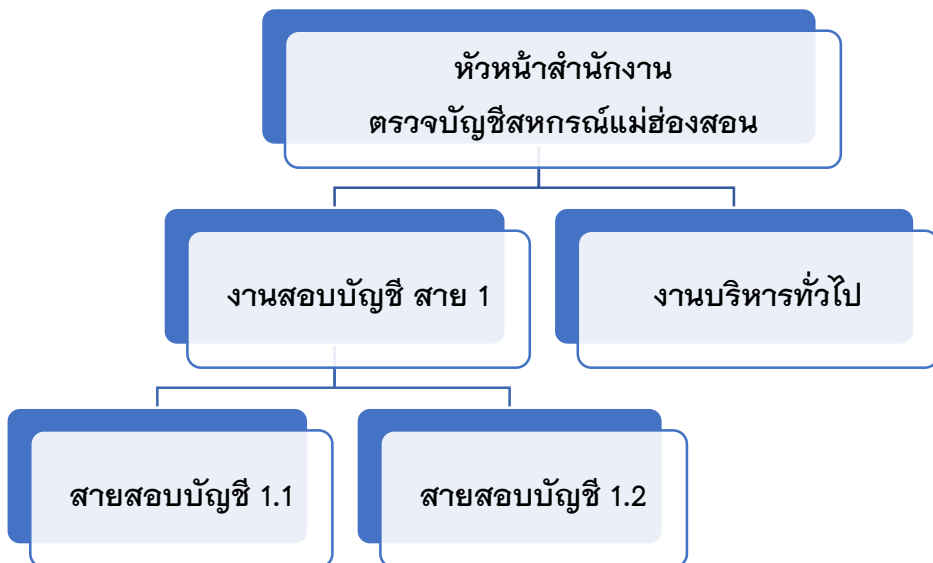 หัวหน้าสำนักงาน
ตรวจบัญชีสหกรณ์แม่ฮ่องสอน
งานสอบบัญชี สาย 1
งานบริหารทั่วไป
สายสอบบัญชี 1.1
สายสอบบัญชี 1.2